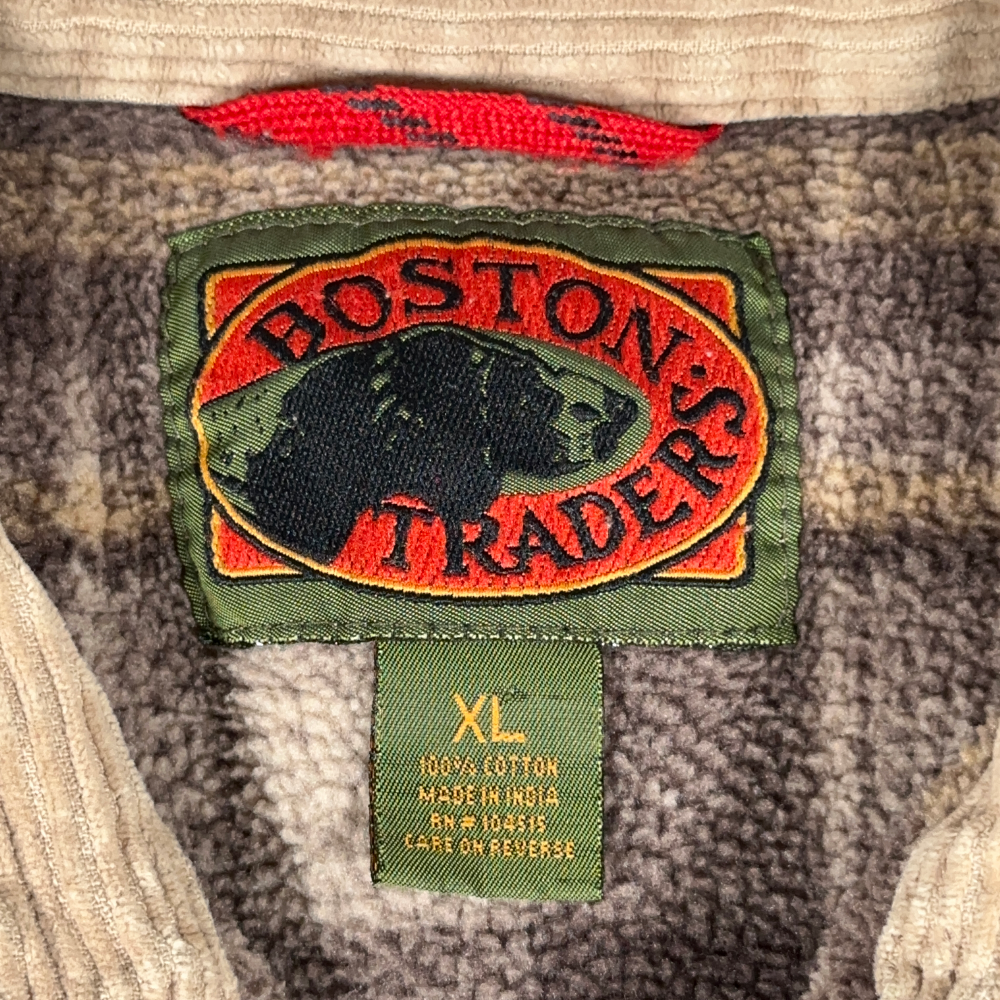 BOSTON
TRADERS
XL
100% COTTON
MADE IN INDIA
RN# 104515
CARE ON REVERSE